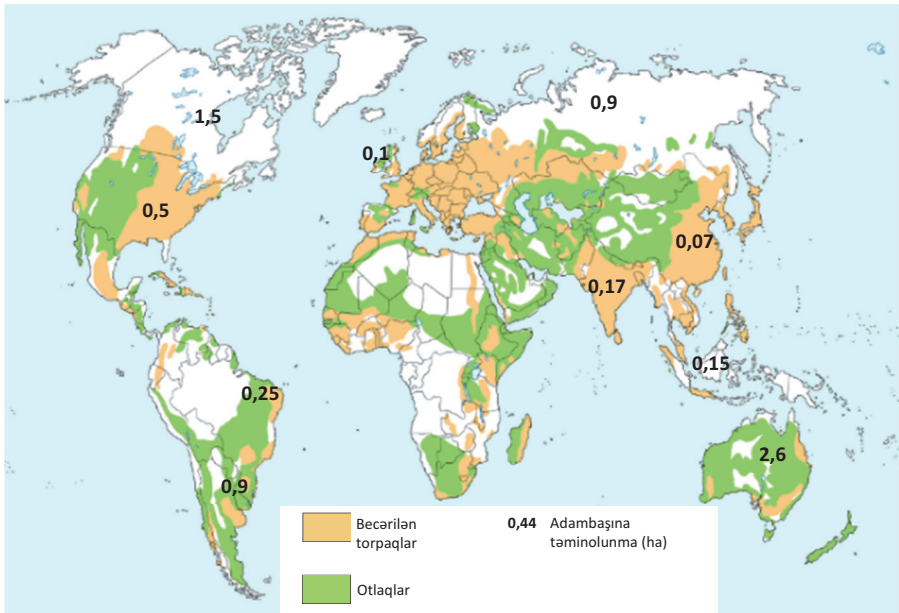 1,5
0,9
0,1
0,5
0,07
0,17
0,15
0,25
2,6
0,9
Becərilən
torpaqlar
0,44 Adambaşına
təminolunma (ha)
Otlaqlar